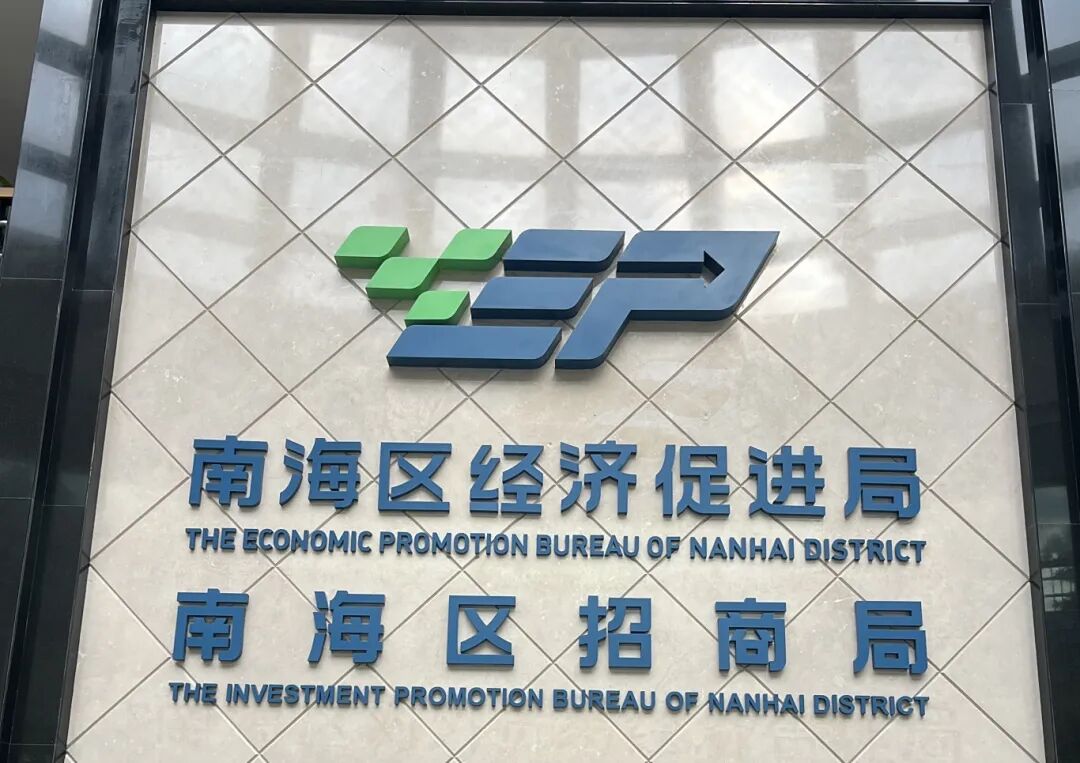 南海区经济促进局
THE ECONOMIC PROMOTION BUREAU OF NANHAI DISTRICT
南海区招商局
THE INVESTMENT PROMOTION BUREAU OF NANHAI DISTRICT